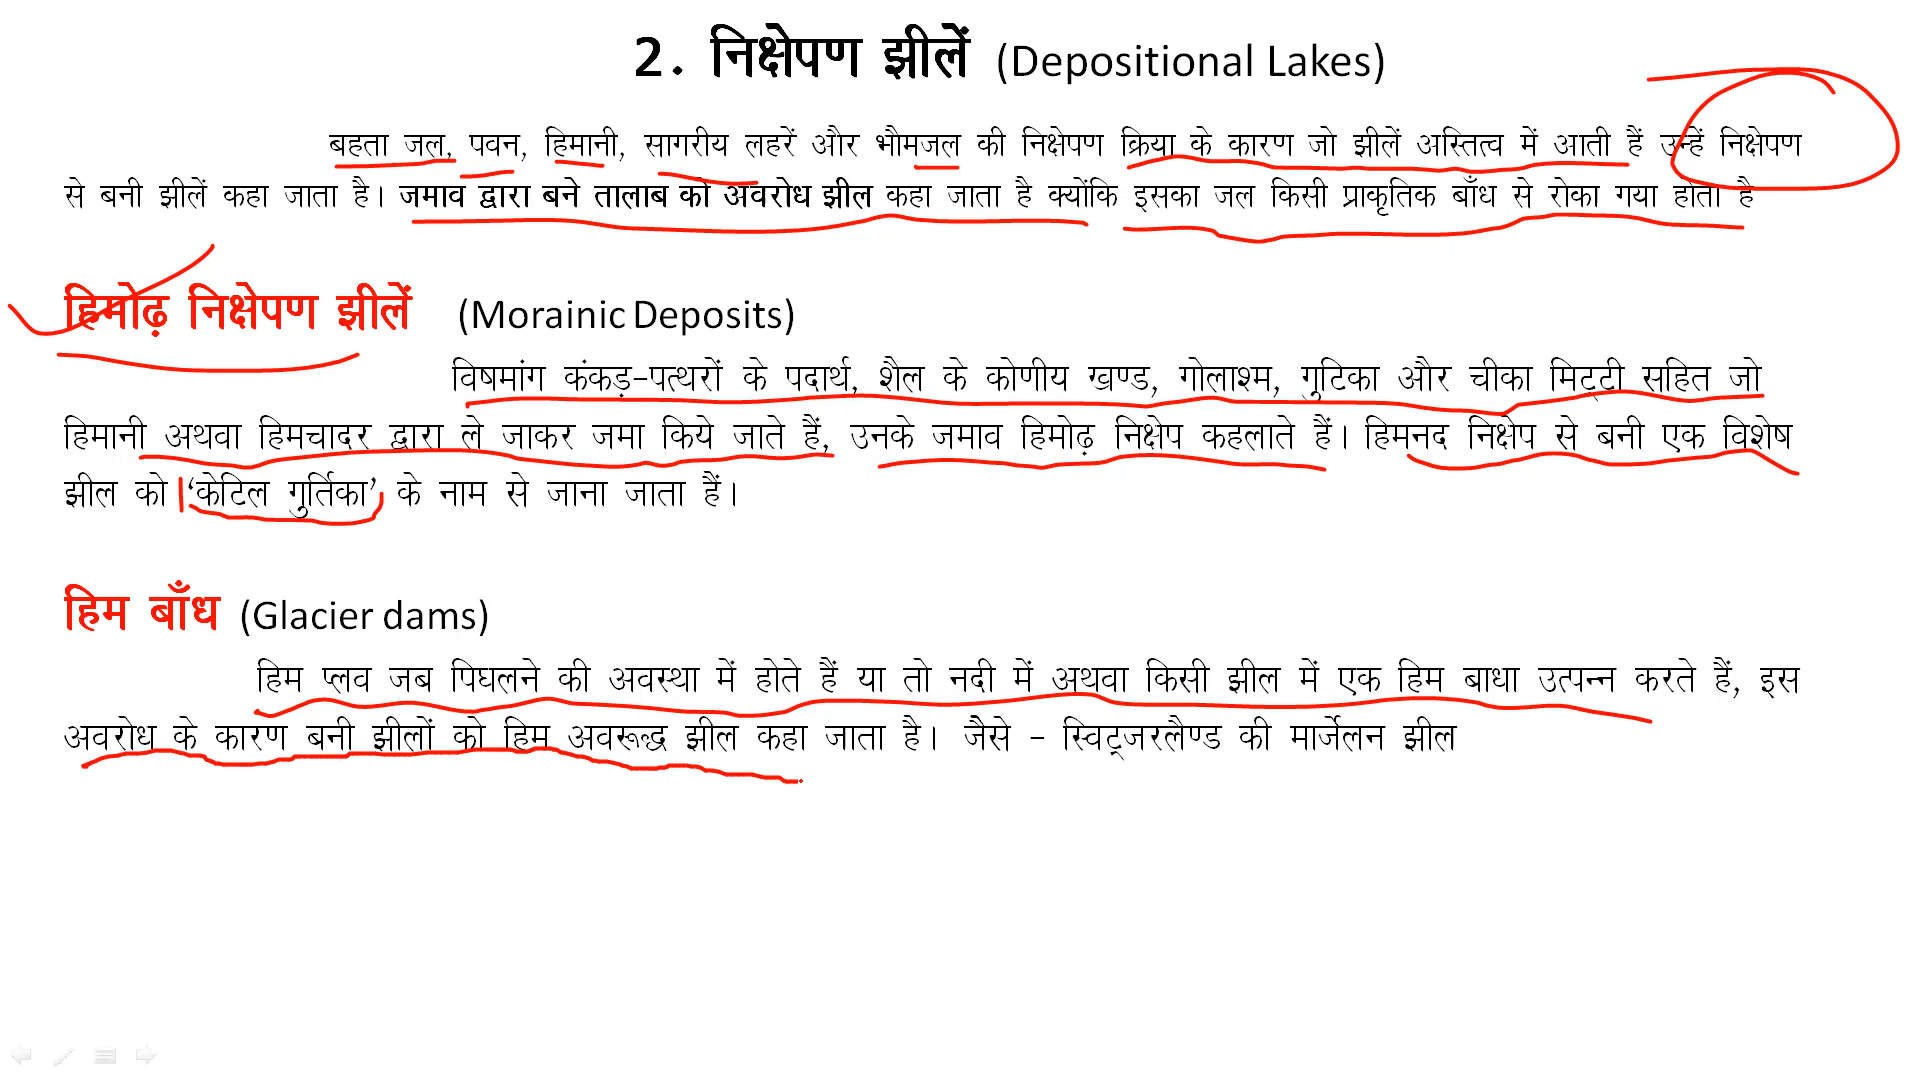 2. निक्षेपण झीलें (Depositional Lakes)
बहता जल, पवन, हिमानी, सागरीय लहरें और भौमजल की निक्षेपण क्रिया के कारण जो झीलें अस्तित्व में आती हैं उन्हें निक्षेपण
से बनी झीलें कहा जाता है। जमाव द्वारा बने तालाब को अवरोध झील कहा जाता है क्योंकि इसका जल किसी प्राकृतिक बाँध से रोका गया होता है
हिमोढ़ निक्षेपण झीलें (Morainic Deposits)
विषमांग कंकड़-पत्थरों के पदार्थ, शैल के कोणीय खण्ड, गोलाश्म, गुटिका और चीका मिट्टी सहित जो
हिमानी अथवा हिमचादर द्वारा ले जाकर जमा किये जाते हैं, उनके जमाव हिमोढ़ निक्षेप कहलाते हैं। हिमनद निक्षेप से बनी एक विशेष
झील को ‘केटिल गुर्तिका’ के नाम से जाना जाता हैं।
हिम बाँध (Glacier dams)
हिम प्लव जब पिघलने की अवस्था में होते हैं या तो नदी में अथवा किसी झील में एक हिम बाधा उत्पन्न करते हैं, इस
अवरोध के कारण बनी झीलों को हिम अवरूद्ध झील कहा जाता है। जैसे - स्विट्जरलैण्ड की मार्जेलन झील